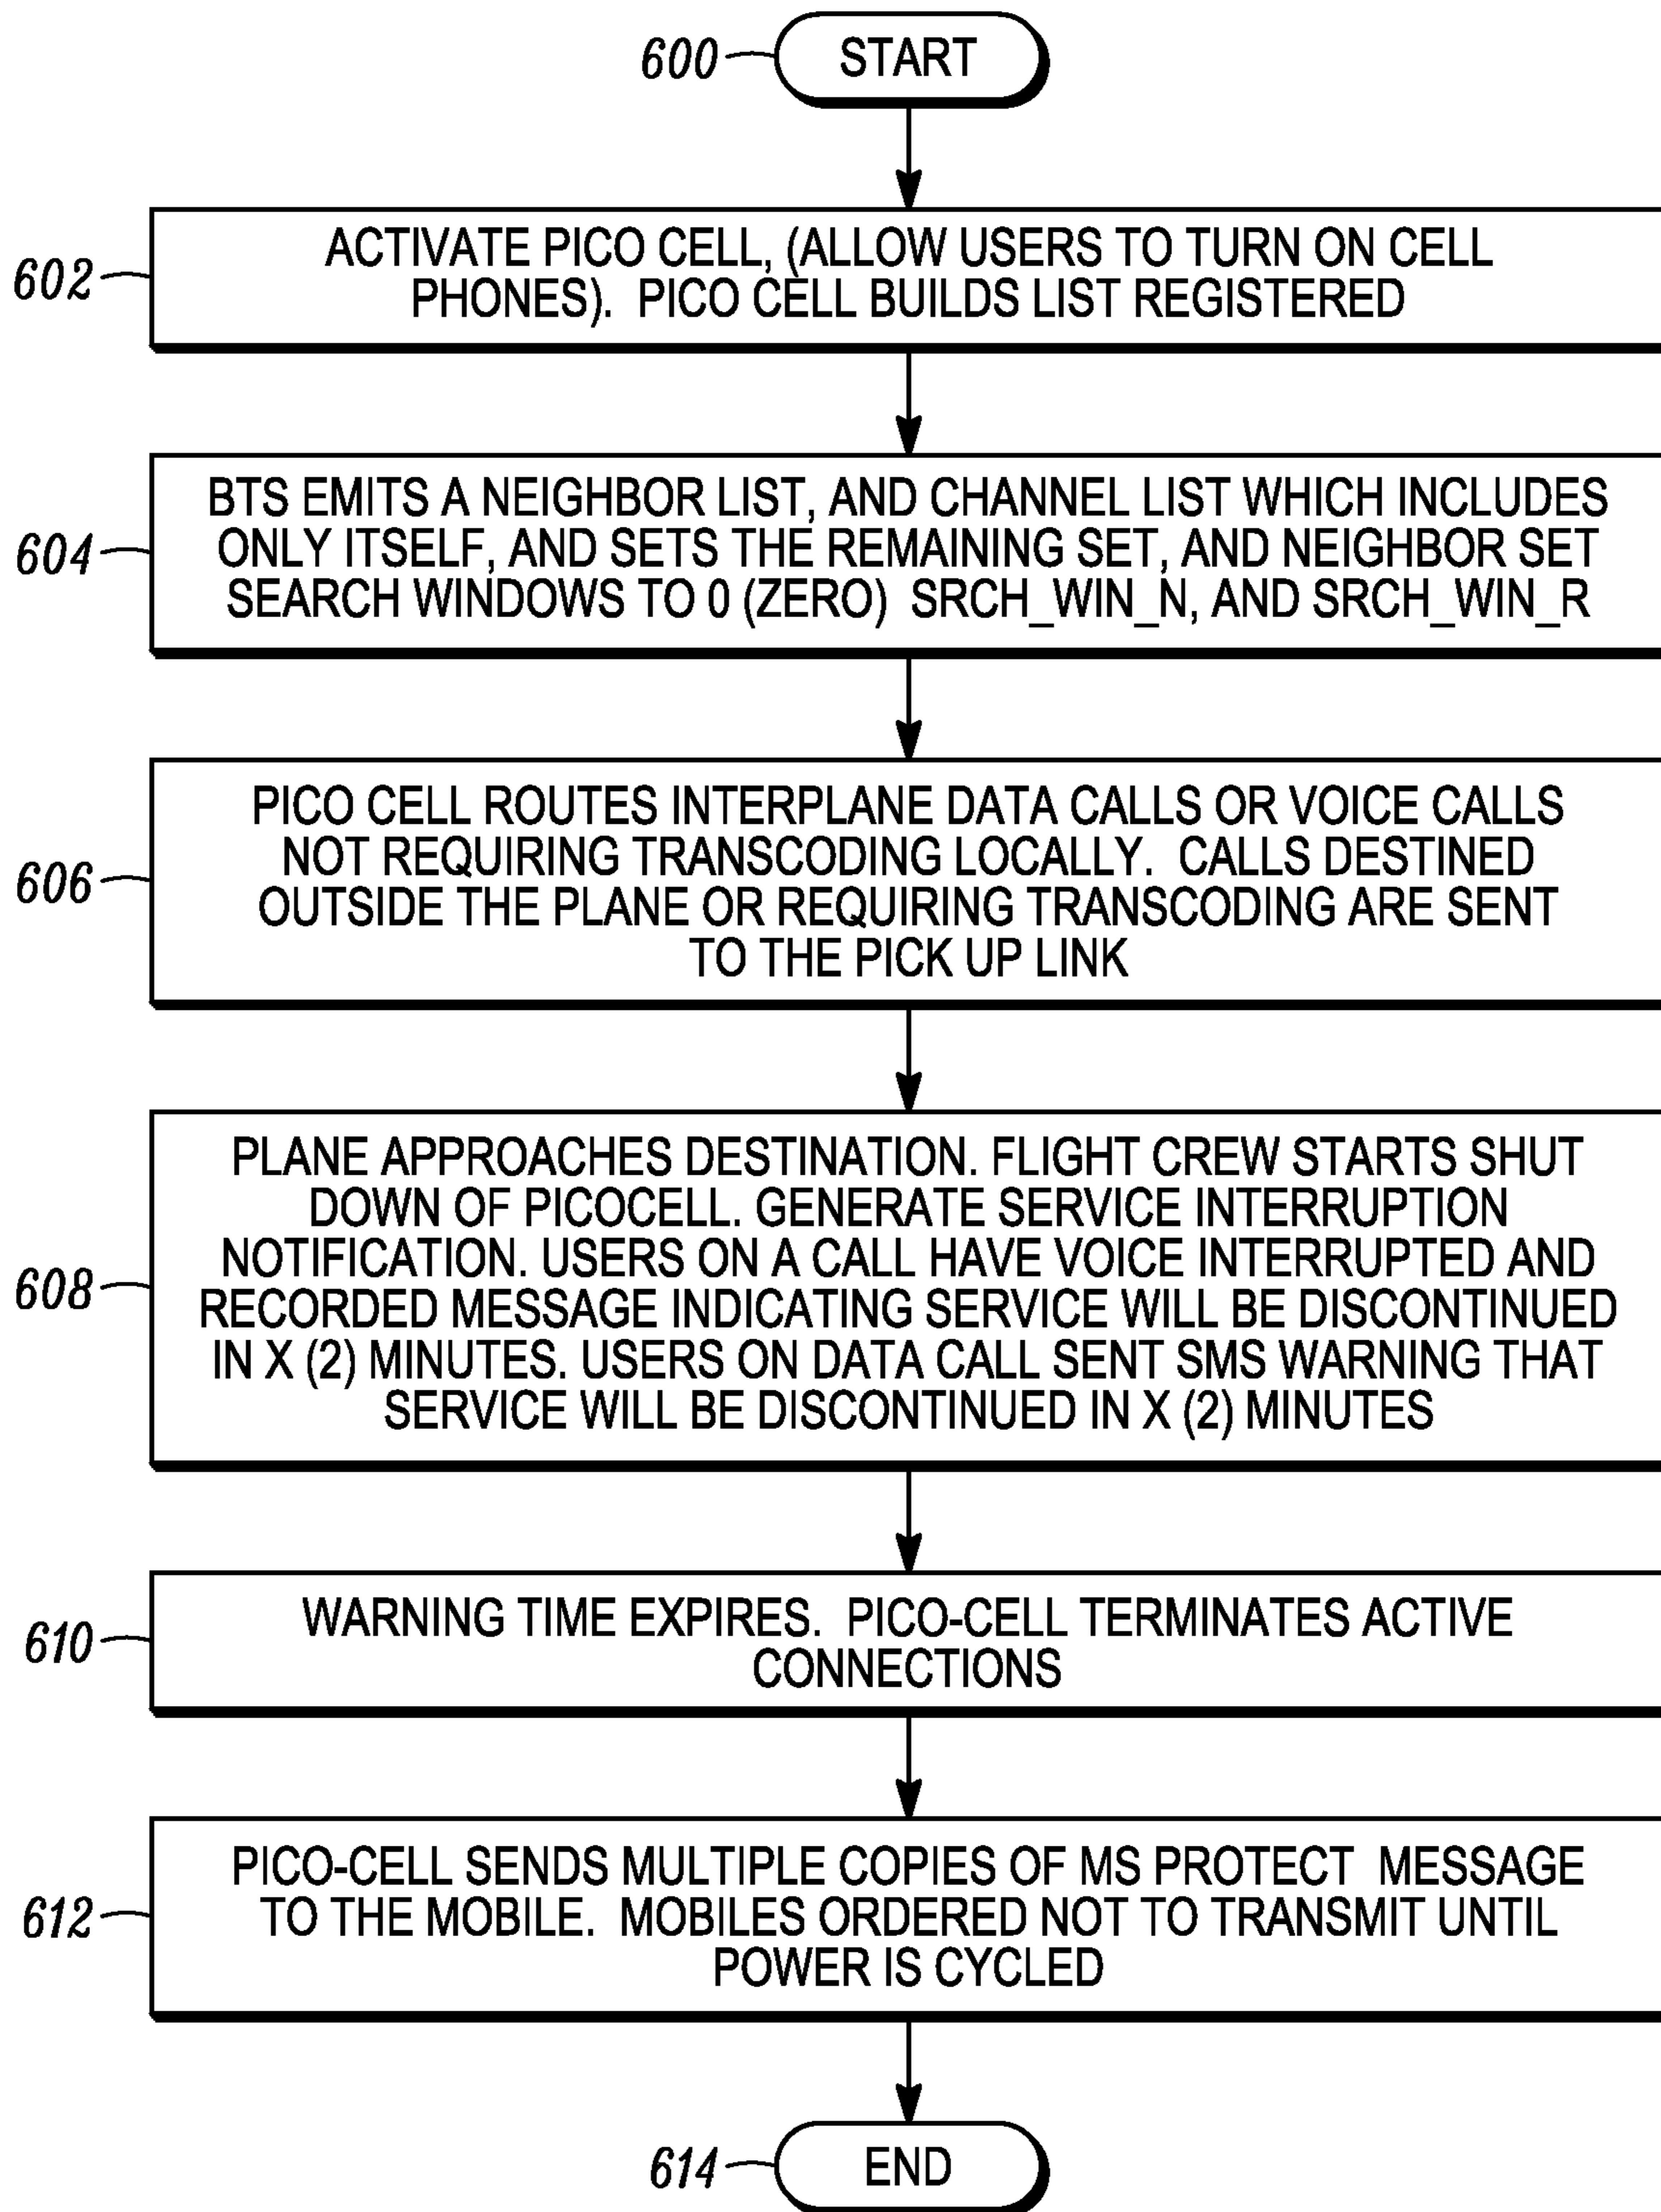 600 START
602 ACTIVATE PICO CELL, (ALLOW USERS TO TURN ON CELL
PHONES). PICO CELL BUILDS LIST REGISTERED
BTS EMITS A NEIGHBOR LIST, AND CHANNEL LIST WHICH INCLUDES
604 ONLY ITSELF, AND SETS THE REMAINING SET, AND NEIGHBOR SET
SEARCH WINDOWS TO 0 (ZERO) SRCH_WIN_N, AND SRCH_WIN_R
PICO CELL ROUTES INTERPLANE DATA CALLS OR VOICE CALLS
NOT REQUIRING TRANSCODING LOCALLY. CALLS DESTINED
606 OUTSIDE THE PLANE OR REQUIRING TRANSCODING ARE SENT
TO THE PICK UP LINK
PLANE APPROACHES DESTINATION. FLIGHT CREW STARTS SHUT
DOWN OF PICOCELL. GENERATE SERVICE INTERRUPTION
NOTIFICATION. USERS ON A CALL HAVE VOICE INTERRUPTED AND
608 RECORDED MESSAGE INDICATING SERVICE WILL BE DISCONTINUED
IN X (2) MINUTES. USERS ON DATA CALL SENT SMS WARNING THAT
SERVICE WILL BE DISCONTINUED IN X (2) MINUTES
610 WARNING TIME EXPIRES. PICO-CELL TERMINATES ACTIVE
CONNECTIONS
PICO-CELL SENDS MULTIPLE COPIES OF MS PROTECT MESSAGE
612 TO THE MOBILE. MOBILES ORDERED NOT TO TRANSMIT UNTIL
POWER IS CYCLED
614 END